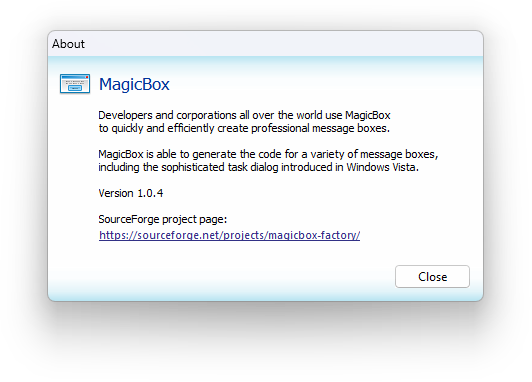 About
MagicBox
Developers and corporations all over the world use MagicBox
to quickly and efficiently create professional message boxes.
MagicBox is able to generate the code for a variety of message boxes,
including the sophisticated task dialog introduced in Windows Vista.
Version 1.0.4
SourceForge project page:
https://sourceforge.net/projects/magicbox-factory/
Close